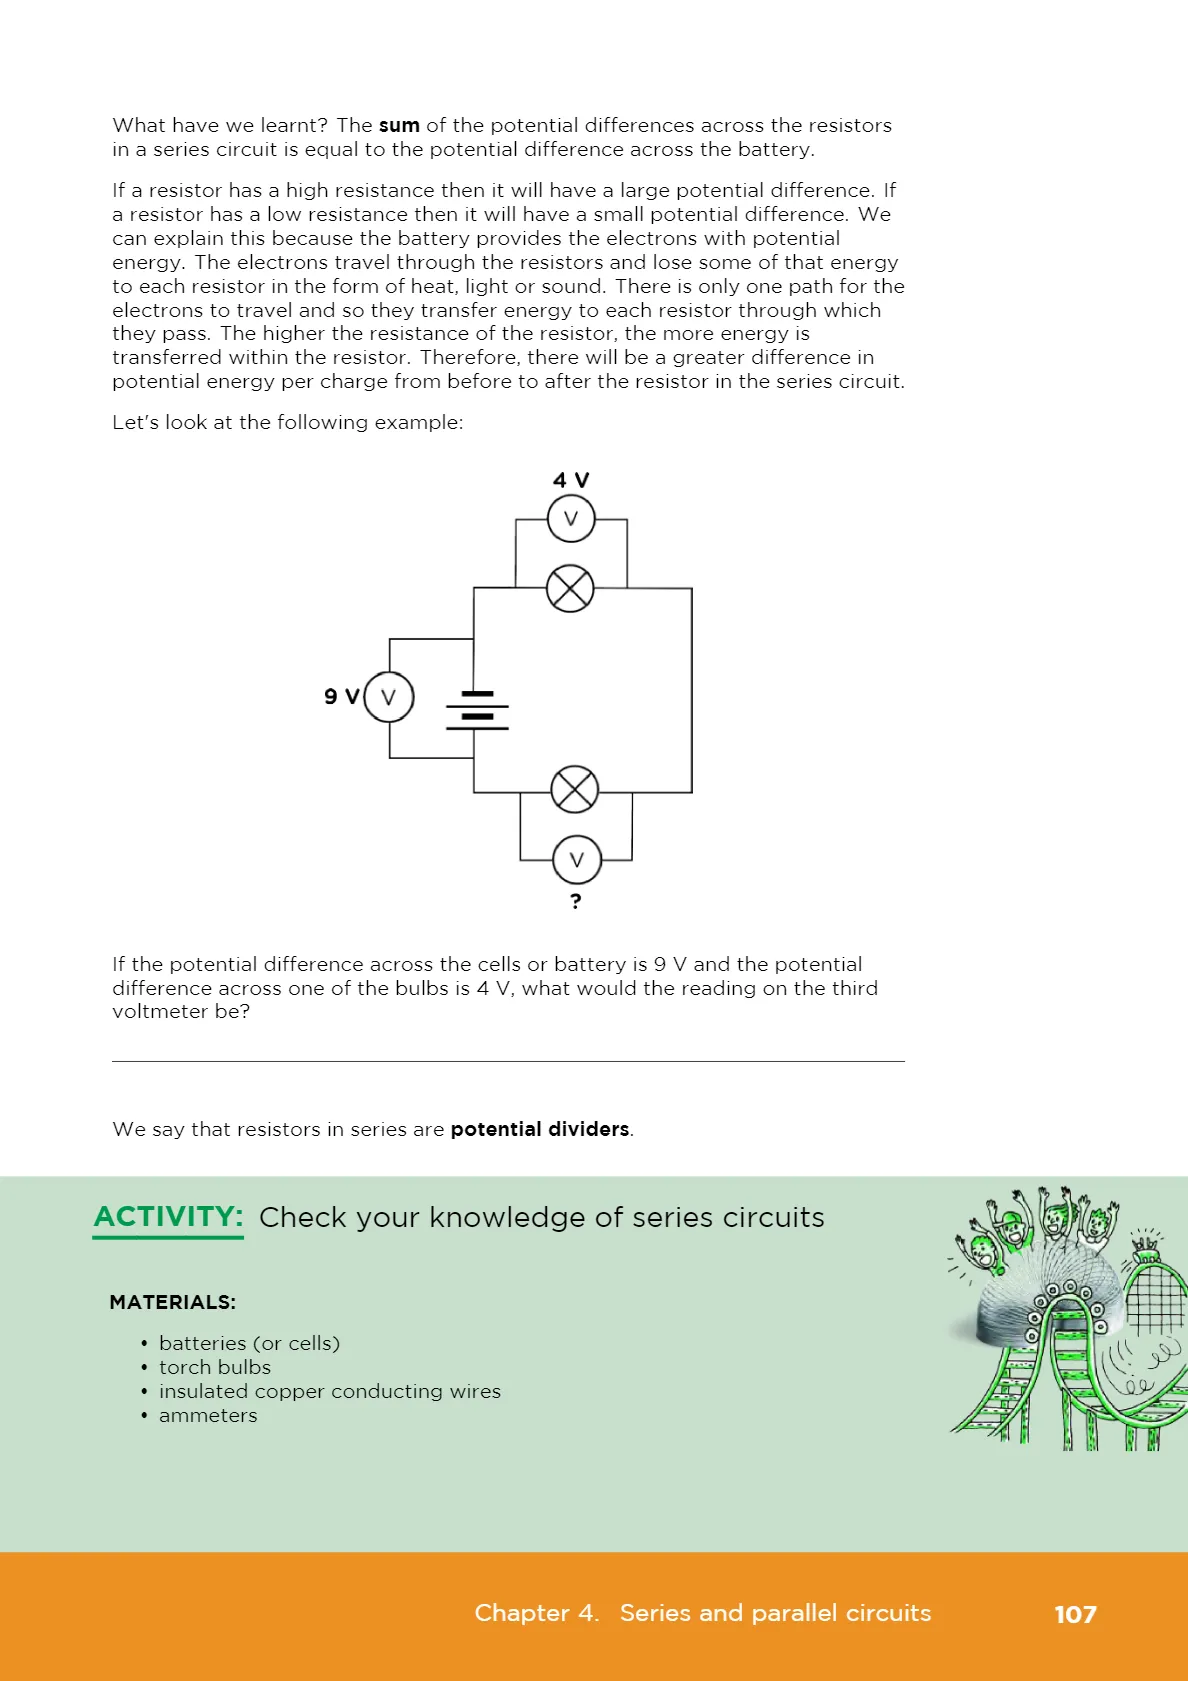 What have we learnt? The sum of the potential differences across the resistors
in a series circuit is equal to the potential difference across the battery.
If a resistor has a high resistance then it will have a large potential difference. If
a resistor has a low resistance then it will have a small potential difference. We
can explain this because the battery provides the electrons with potential
energy. The electrons travel through the resistors and lose some of that energy
to each resistor in the form of heat, light or sound. There is only one path for the
electrons to travel and so they transfer energy to each resistor through which
they pass. The higher the resistance of the resistor, the more energy is
transferred within the resistor. Therefore, there will be a greater difference in
potential energy per charge from before to after the resistor in the series circuit.
Let's look at the following example:
4 V
V
9 V
V
V
?
If the potential difference across the cells or battery is 9 V and the potential
difference across one of the bulbs is 4 V, what would the reading on the third
voltmeter be?
We say that resistors in series are potential dividers.
ACTIVITY: Check your knowledge of series circuits
MATERIALS:
• batteries (or cells)
• torch bulbs
• insulated copper conducting wires
• ammeters
Chapter 4. Series and parallel circuits 107